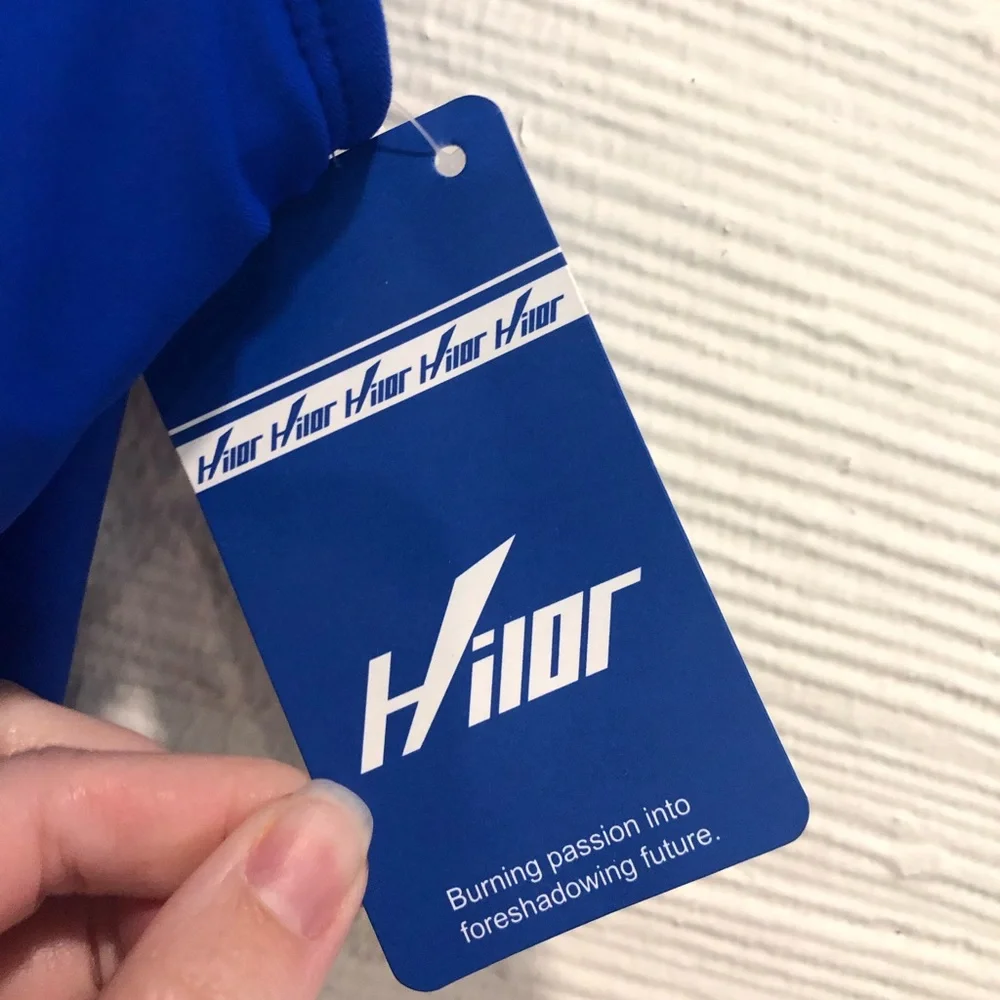 Hilor Hilor Hilor Hilor Hilor
Hilor
Burning passion into
foreshadowing future.